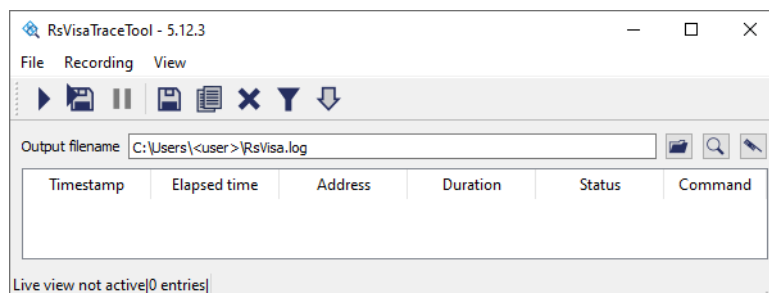 RsVisaTraceTool - 5.12.3
File Recording View
Output filename C:\Users\<user>\RsVisa.log
Timestamp Elapsed time Address Duration Status Command
Live view not active|0 entries|